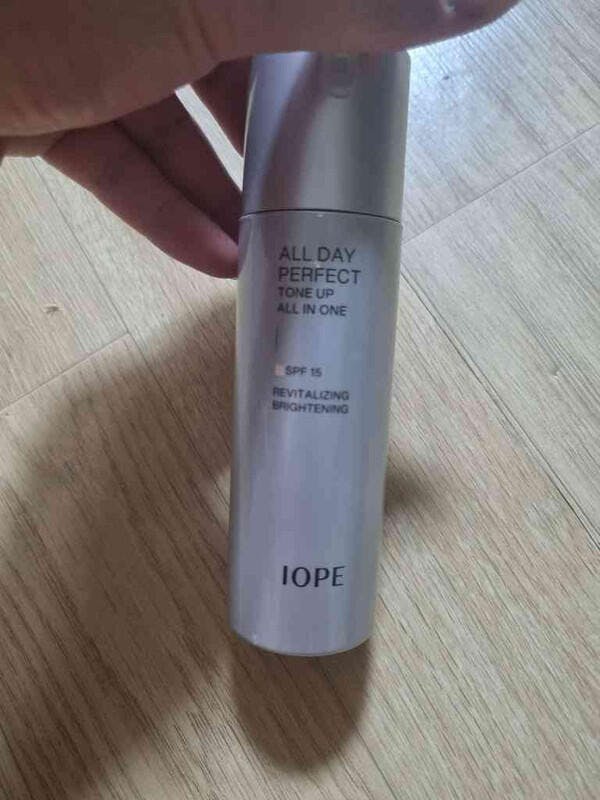 ALL DAY
PERFECT
TONE UP
ALL IN ONE
SPF 15
REVITALIZING
BRIGHTENING
IOPE